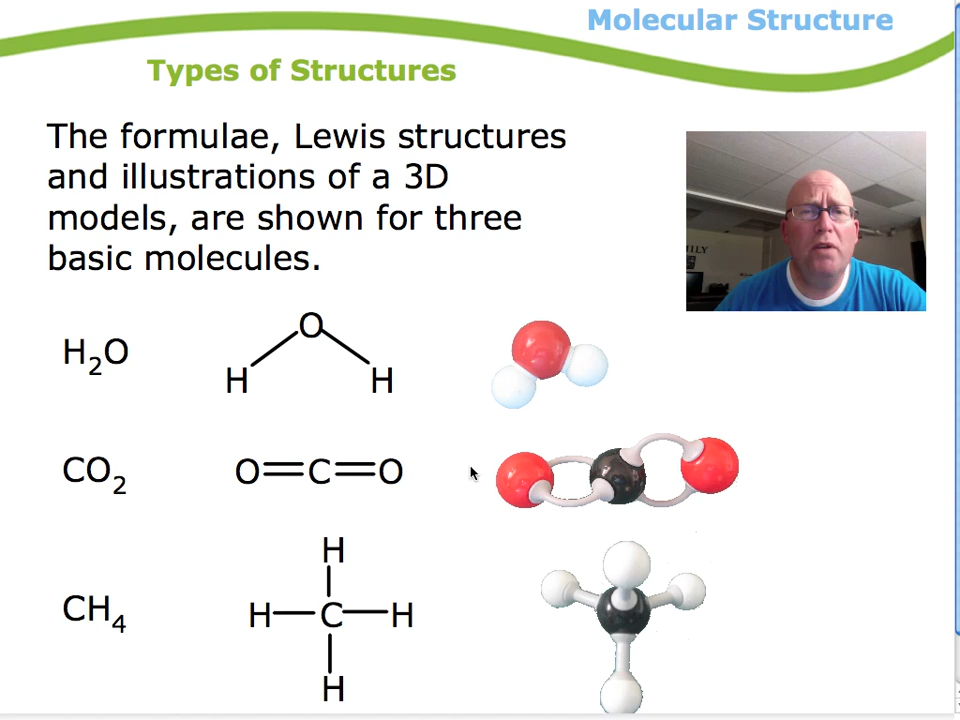 Molecular Structure
Types of Structures
The formulae, Lewis structures
and illustrations of a 3D
models, are shown for three
basic molecules.
H₂O
O
H H
CO₂
O=C=O
CH₄
H
H—C—H
H